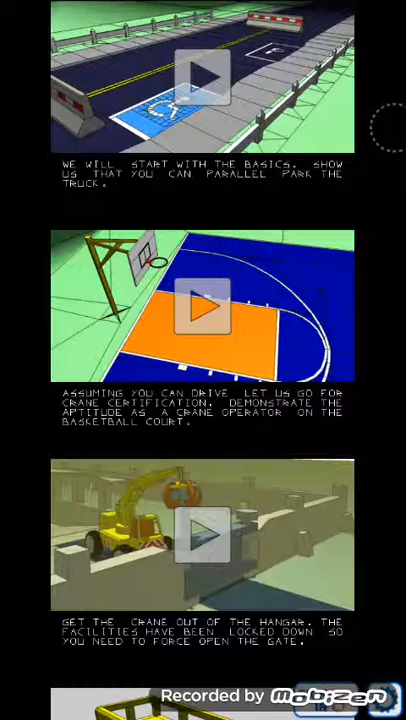 WE WILL START WITH THE BASICS. SHOW
US THAT YOU CAN PARALLEL PARK THE
TRUCK.
ASSUMING YOU CAN DRIVE LET US GO FOR
CRANE CERTIFICATION. DEMONSTRATE THE
APTITUDE AS A CRANE OPERATOR ON THE
BASKETBALL COURT.
GET THE CRANE OUT OF THE HANGAR. THE
FACILITIES HAVE BEEN LOCKED DOWN SO
YOU NEED TO FORCE OPEN THE GATE.
Recorded by mobizen